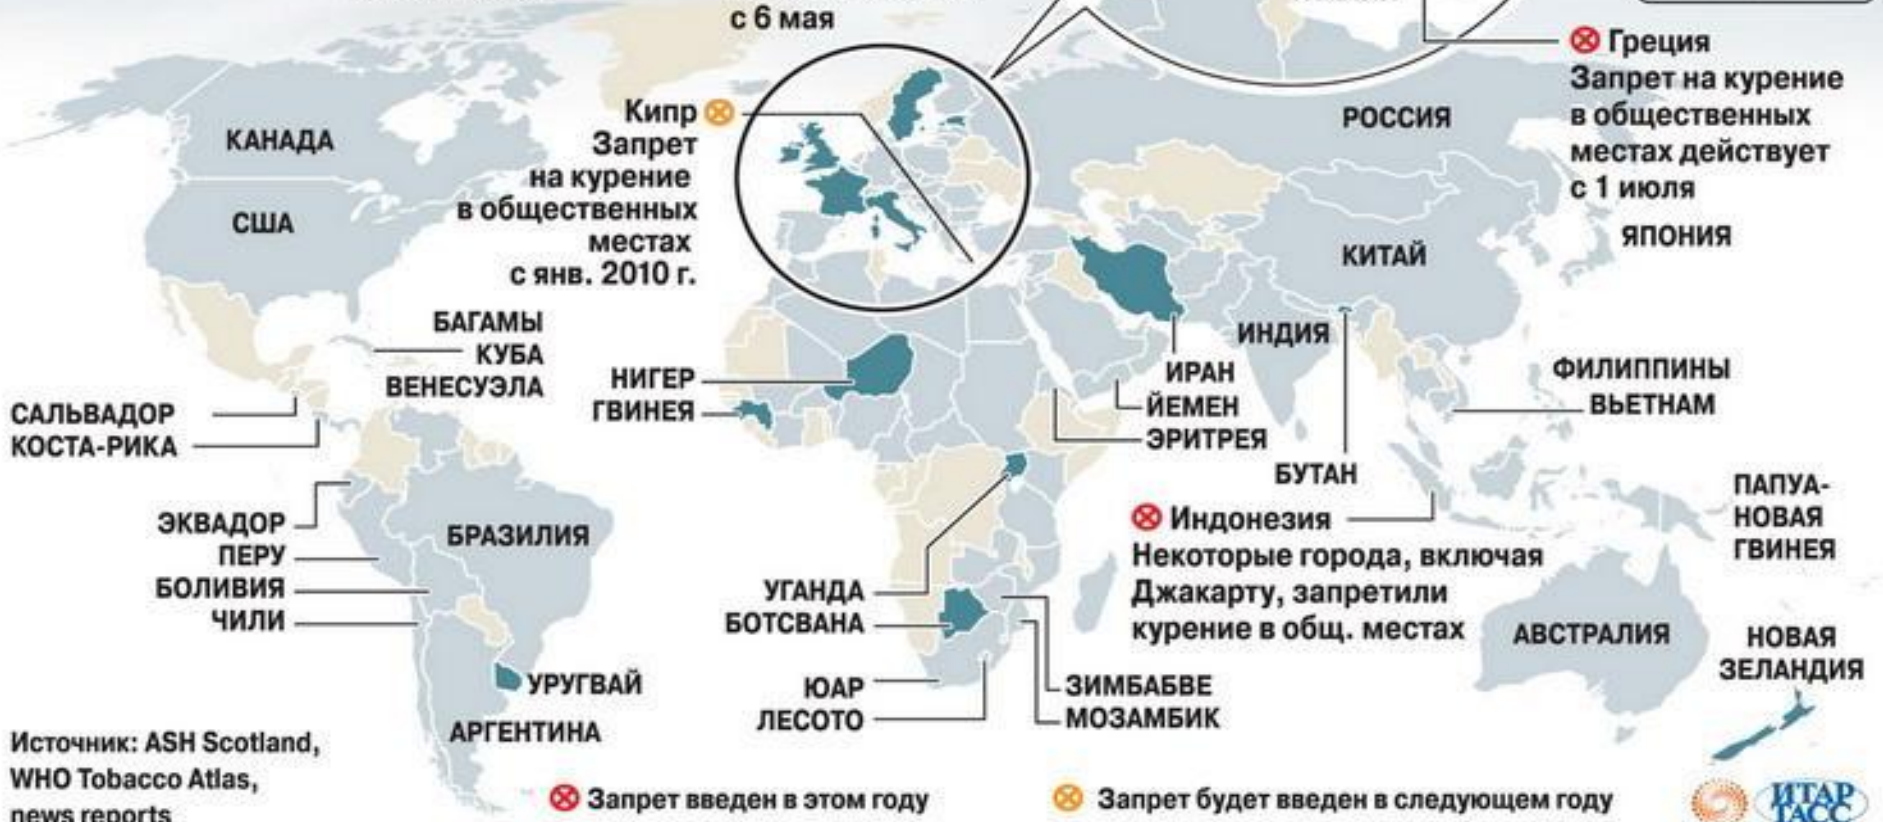 с 6 мая
Греция
Запрет на курение
в общественных
местах действует
с 1 июля
Кипр
Запрет
на курение
в общественных
местах
с янв. 2010 г.
КАНАДА
США
РОССИЯ
ЯПОНИЯ
КИТАЙ
БАГАМЫ
КУБА
ВЕНЕСУЭЛА
ИНДИЯ
НИГЕР
ГВИНЕЯ
ИРАН
ЙЕМЕН
ЭРИТРЕЯ
ФИЛИППИНЫ
ВЬЕТНАМ
САЛЬВАДОР
КОСТА-РИКА
БУТАН
ЭКВАДОР
ПЕРУ
БОЛИВИЯ
ЧИЛИ
БРАЗИЛИЯ
Индонезия
Некоторые города, включая
Джакарту, запретили
курение в общ. местах
ПАПУА-
НОВАЯ
ГВИНЕЯ
УГАНДА
БОТСВАНА
АВСТРАЛИЯ
НОВАЯ
ЗЕЛАНДИЯ
УРУГВАЙ
АРГЕНТИНА
ЮАР
ЛЕСОТО
ЗИМБАБВЕ
МОЗАМБИК
Источник: ASH Scotland,
WHO Tobacco Atlas,
news reports
Запрет введен в этом году
Запрет будет введен в следующем году
ИТАР
ТАСС